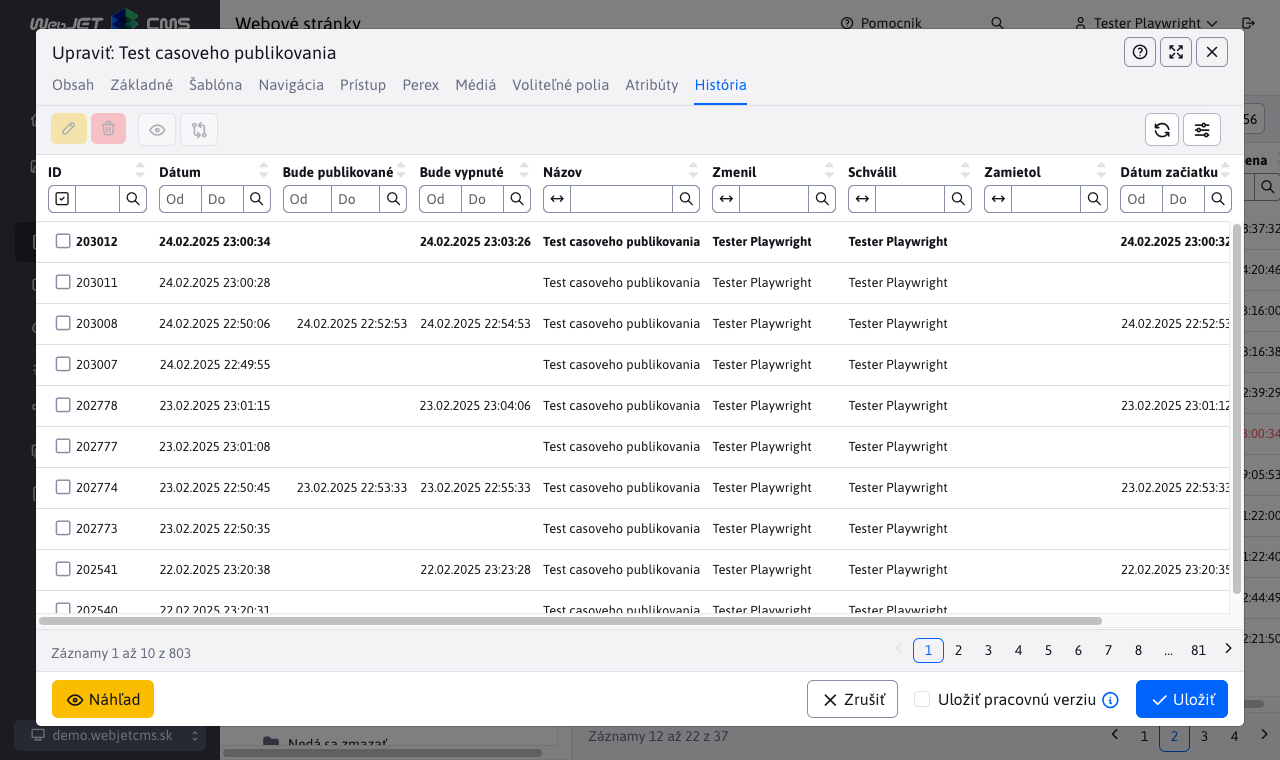 WebJET CMS
Webové stránky
Pomocník
Tester Playwright
Upraviť: Test casoveho publikovania
Obsah Základné Šablóna Navigácia Prístup Perex Médiá Voliteľné polia Atribúty História
56
ID Dátum Bude publikované Bude vypnuté Názov Zmenil Schválil Zamietol Dátum začiatku
Od Do Od Do Od Do Od Do
203012 24.02.2025 23:00:34 24.02.2025 23:03:26 Test casoveho publikovania Tester Playwright Tester Playwright 24.02.2025 23:00:32
203011 24.02.2025 23:00:28 Test casoveho publikovania Tester Playwright Tester Playwright
203008 24.02.2025 22:50:06 24.02.2025 22:52:53 24.02.2025 22:54:53 Test casoveho publikovania Tester Playwright Tester Playwright 24.02.2025 22:52:53
203007 24.02.2025 22:49:55 Test casoveho publikovania Tester Playwright Tester Playwright
202778 23.02.2025 23:01:15 23.02.2025 23:04:06 Test casoveho publikovania Tester Playwright Tester Playwright 23.02.2025 23:01:12
202777 23.02.2025 23:01:08 Test casoveho publikovania Tester Playwright Tester Playwright
202774 23.02.2025 22:50:45 23.02.2025 22:53:33 23.02.2025 22:55:33 Test casoveho publikovania Tester Playwright Tester Playwright 23.02.2025 22:53:33
202773 23.02.2025 22:50:35 Test casoveho publikovania Tester Playwright Tester Playwright
202541 22.02.2025 23:20:38 22.02.2025 23:23:28 Test casoveho publikovania Tester Playwright Tester Playwright 22.02.2025 23:20:35
202540 22.02.2025 23:20:31 Test casoveho publikovania Tester Playwright Tester Playwright
Záznamy 1 až 10 z 803
1 2 3 4 5 6 7 8 ... 81
Náhľad
Zrušiť
Uložiť pracovnú verziu
Uložiť
demo.webjetcms.sk
Nedá sa zmazať
Záznamy 12 až 22 z 37
1 2 3 4